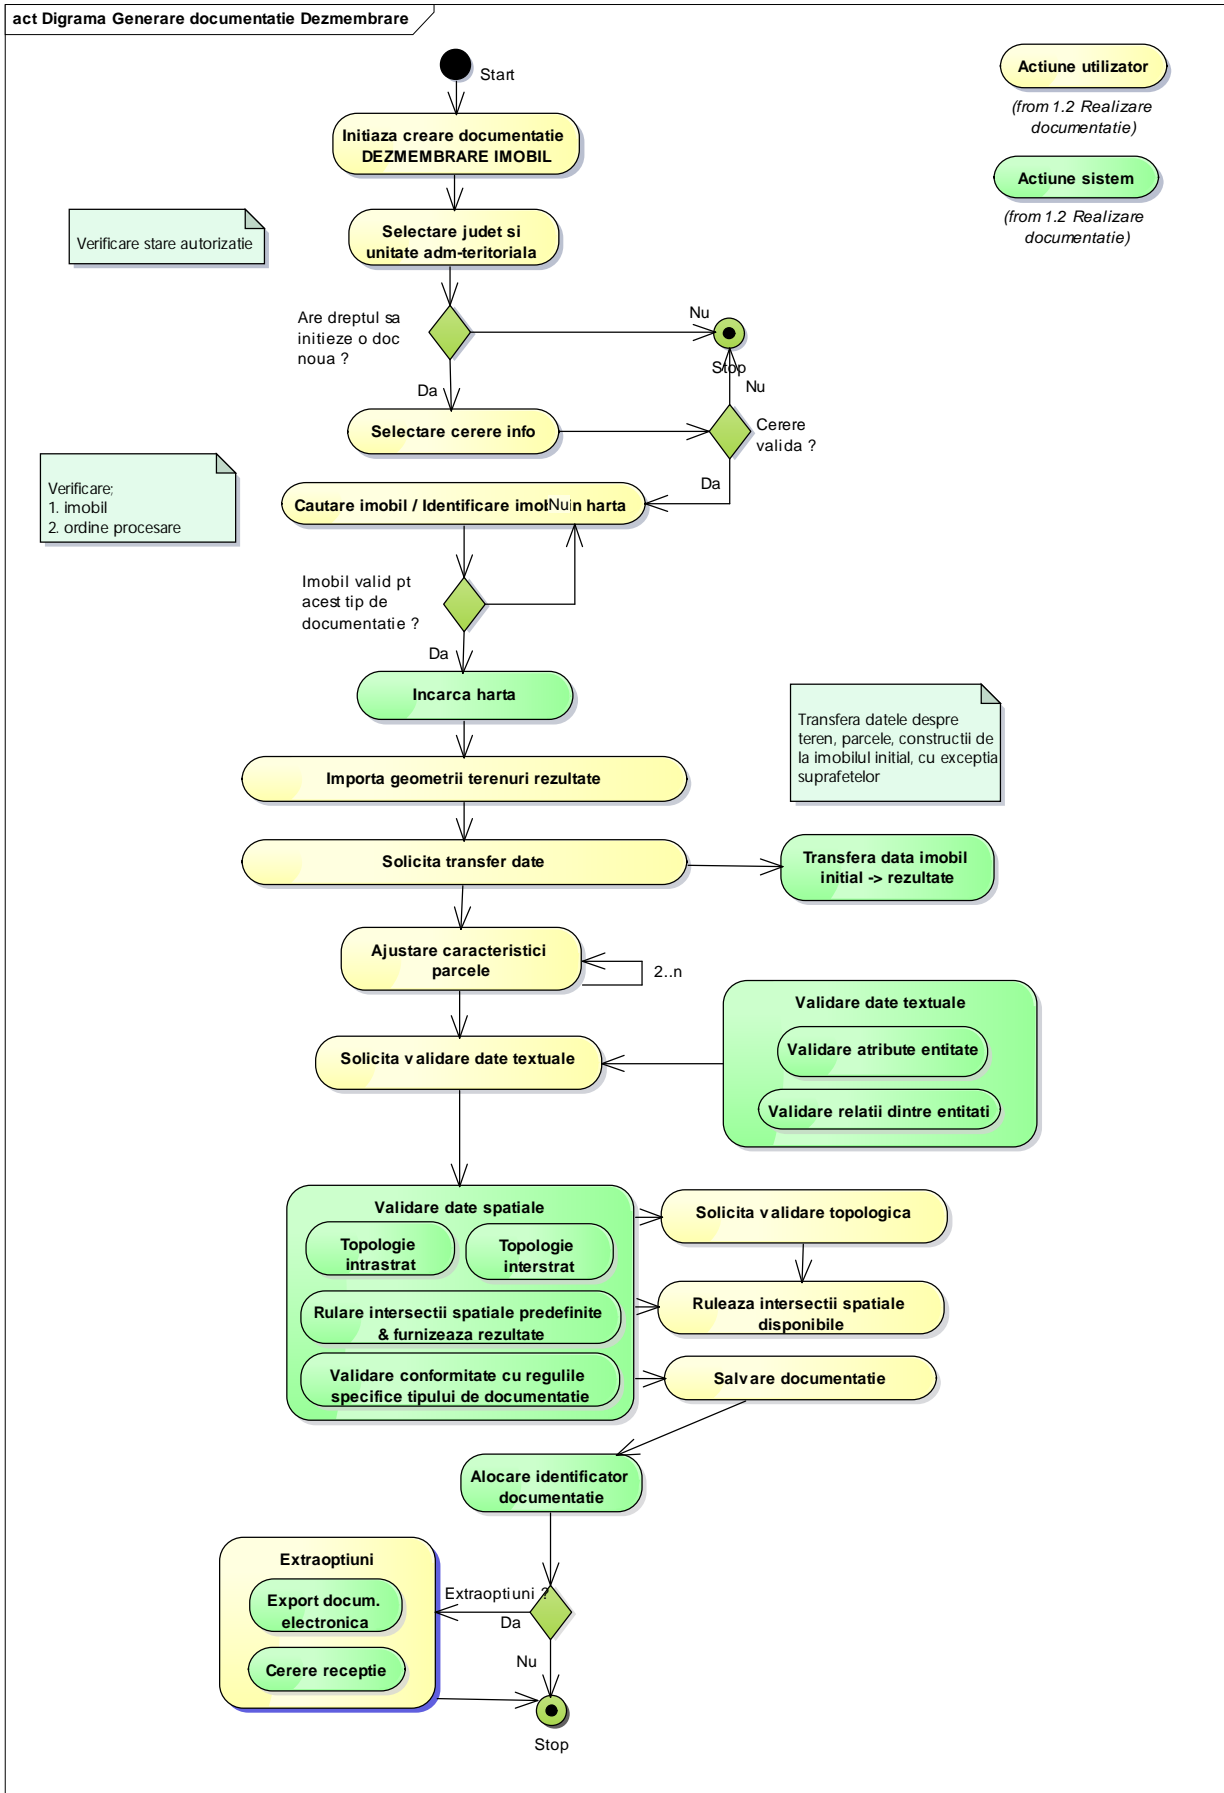 act Digrama Generare documentatie Dezmembrare
Start
Actiune utilizator
(from 1.2 Realizare
documentatie)
Initiaza creare documentatie
DEZMEMBRARE IMOBIL
Actiune sistem
(from 1.2 Realizare
documentatie)
Verificare stare autorizatie
Selectare judet si
unitate adm-teritoriala
Are dreptul sa
initieze o doc
noua ?
Nu
Stop
Nu
Da
Selectare cerere info
Cerere
valida ?
Da
Verificare;
1. imobil
2. ordine procesare
Cautare imobil / Identificare imobil in harta
Nu
Imobil valid pt
acest tip de
documentatie ?
Da
Incarca harta
Transfera datele despre
teren, parcele, constructii de
la imobilul initial, cu exceptia
suprafetelor
Importa geometrii terenuri rezultate
Solicita transfer date
Transfera data imobil
initial -> rezultate
Ajustare caracteristici
parcele
2..n
Validare date textuale
Validare atribute entitate
Validare relatii dintre entitati
Solicita validare date textuale
Validare date spatiale
Topologie
intrastrat
Topologie
interstrat
Rulare intersectii spatiale predefinite
& furnizeaza rezultate
Validare conformitate cu regulile
specifice tipului de documentatie
Solicita validare topologica
Ruleaza intersectii spatiale
disponibile
Salvare documentatie
Alocare identificator
documentatie
Extraoptiuni
Export docum.
electronica
Cerere receptie
Extraoptiuni ?
Da
Nu
Stop